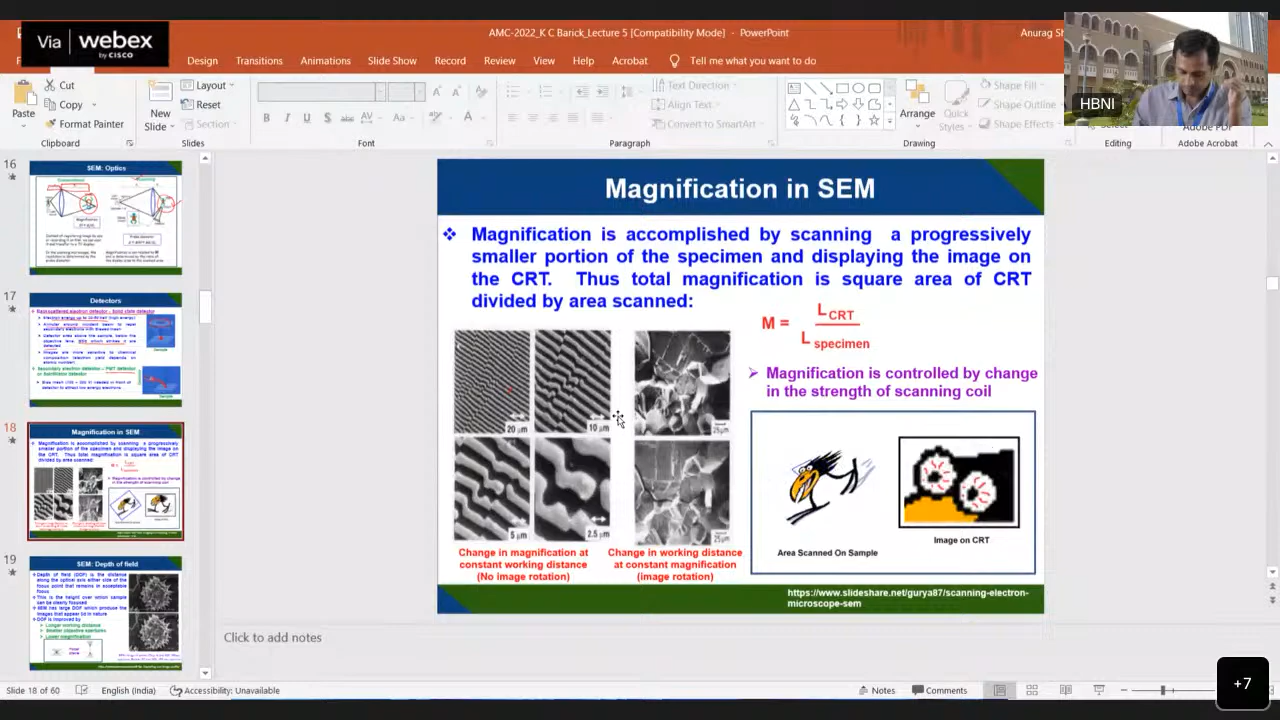 Via webex
by CISCO
AMC-2022_K C Barick_Lecture 5 [Compatibility Mode] - PowerPoint
Anurag Sh
Design Transitions Animations Slide Show Record Review View Help Acrobat Tell me what you want to do
HBNI
Paste
Cut
Copy
Format Painter
Clipboard
New
Slide
Layout
Reset
Section
Slides
Font
Text Direction
Align Text
Convert to SmartArt
Paragraph
Arrange
Quick
Styles
Shape Fill
Shape Outline
Shape Effects
Drawing
Select
Editing
Adobe PDF
Adobe Acrobat
16
SEM: Optics
17
Detectors
18
Magnification in SEM
19
SEM: Depth of field
Magnification in SEM
❖ Magnification is accomplished by scanning a progressively
smaller portion of the specimen and displaying the image on
the CRT. Thus total magnification is square area of CRT
divided by area scanned:
M = L CRT
L specimen
➢ Magnification is controlled by change
in the strength of scanning coil
20 µm
10 µm
5 µm
2.5 µm
25µm
25µm
Change in magnification at
constant working distance
(No image rotation)
Change in working distance
at constant magnification
(image rotation)
Area Scanned On Sample
Image on CRT
https://www.slideshare.net/gurya87/scanning-electron-
microscope-sem
Click to add notes
Slide 18 of 60 English (India) Accessibility: Unavailable Notes Comments
+7